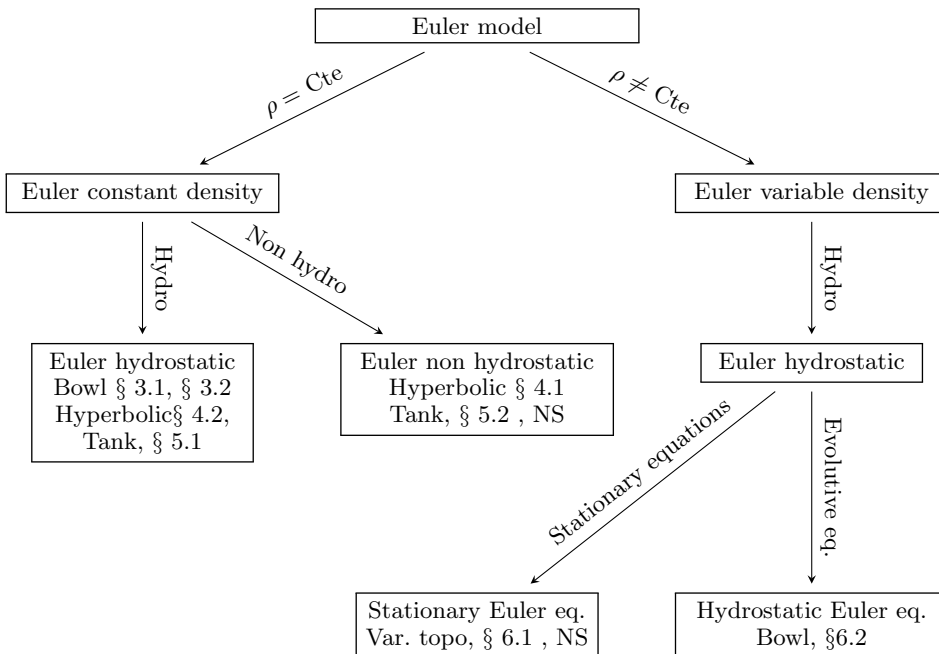 Euler model
ρ = Cte
ρ ≠ Cte
Euler constant density
Euler variable density
Hydro
Non hydro
Hydro
Euler hydrostatic
Bowl § 3.1, § 3.2
Hyperbolic§ 4.2,
Tank, § 5.1
Euler non hydrostatic
Hyperbolic § 4.1
Tank, § 5.2 , NS
Euler hydrostatic
Stationary equations
Evolutive eq.
Stationary Euler eq.
Var. topo, § 6.1 , NS
Hydrostatic Euler eq.
Bowl, §6.2